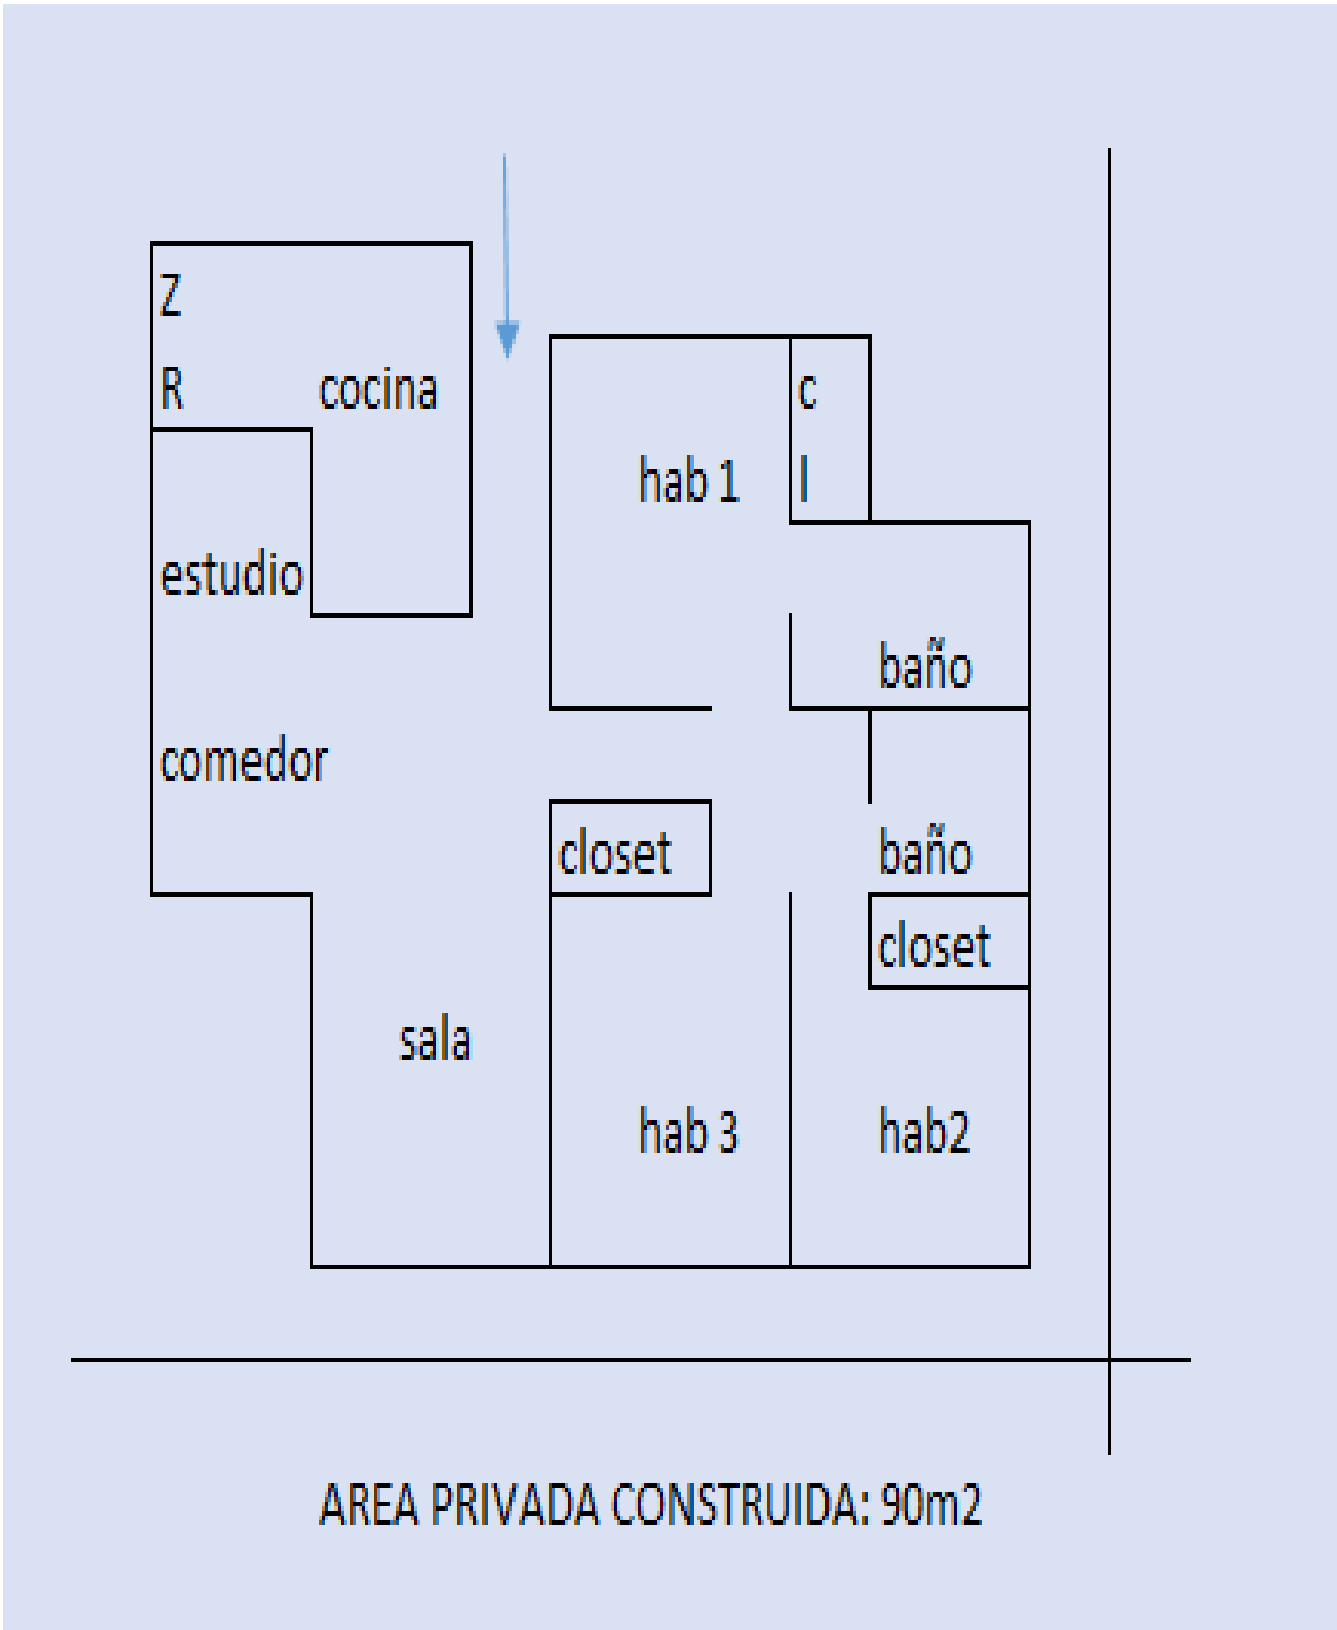 Z
R
cocina
c
l
hab 1
estudio
baño
comedor
closet
baño
closet
sala
hab 3
hab2
AREA PRIVADA CONSTRUIDA: 90m2